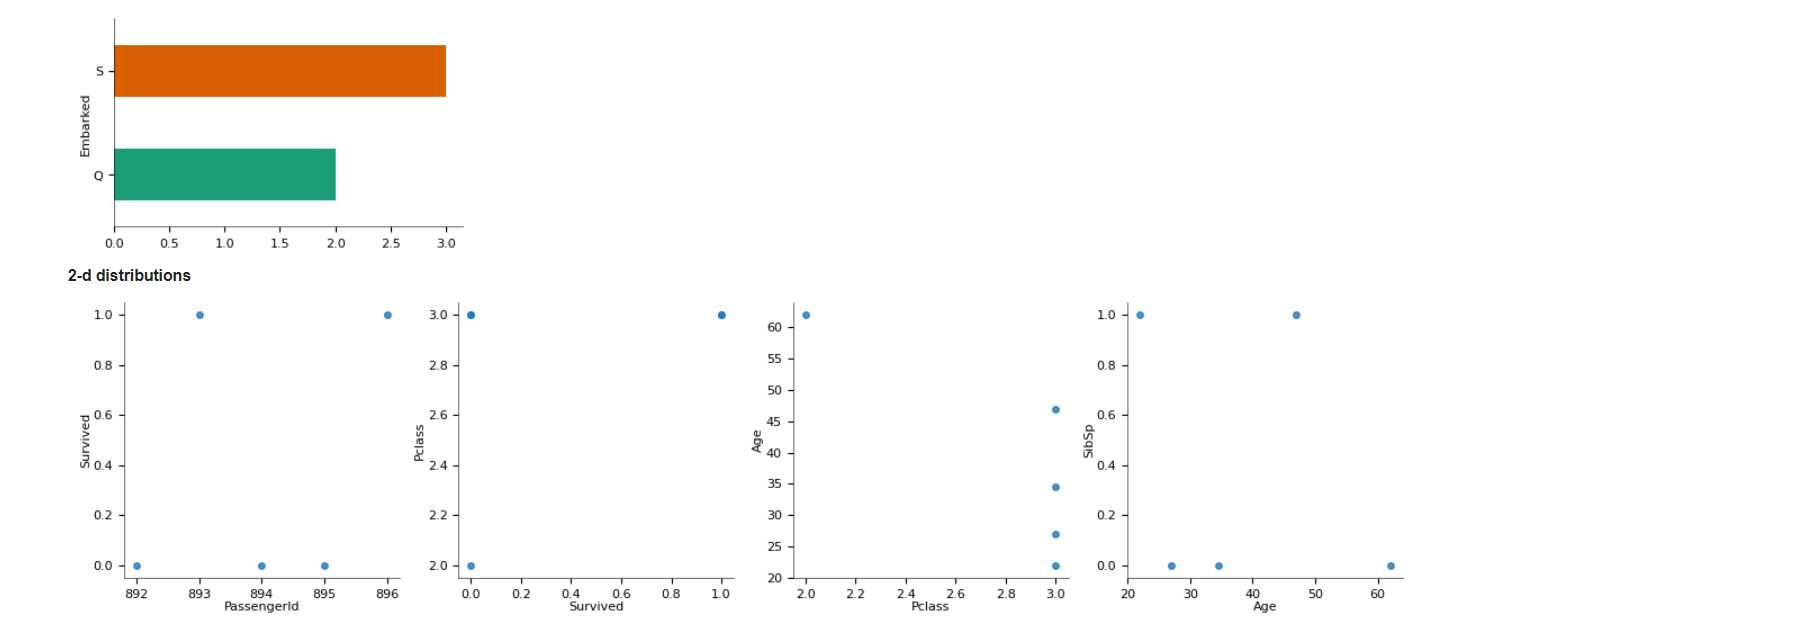 Embarked
S
Q
0.0 0.5 1.0 1.5 2.0 2.5 3.0
2-d distributions
Survived
1.0
0.8
0.6
0.4
0.2
0.0
892 893 894 895 896
PassengerId
Pclass
3.0
2.8
2.6
2.4
2.2
2.0
0.0 0.2 0.4 0.6 0.8 1.0
Survived
Age
60
55
50
45
40
35
30
25
20
2.0 2.2 2.4 2.6 2.8 3.0
Pclass
SibSp
1.0
0.8
0.6
0.4
0.2
0.0
20 30 40 50 60
Age